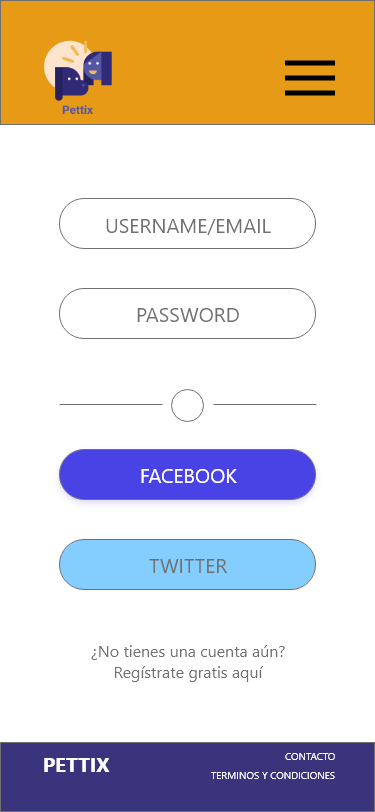 Pettix
USERNAME/EMAIL
PASSWORD
FACEBOOK
TWITTER
¿No tienes una cuenta aún?
Regístrate gratis aquí
PETTIX
CONTACTO
TERMINOS Y CONDICIONES